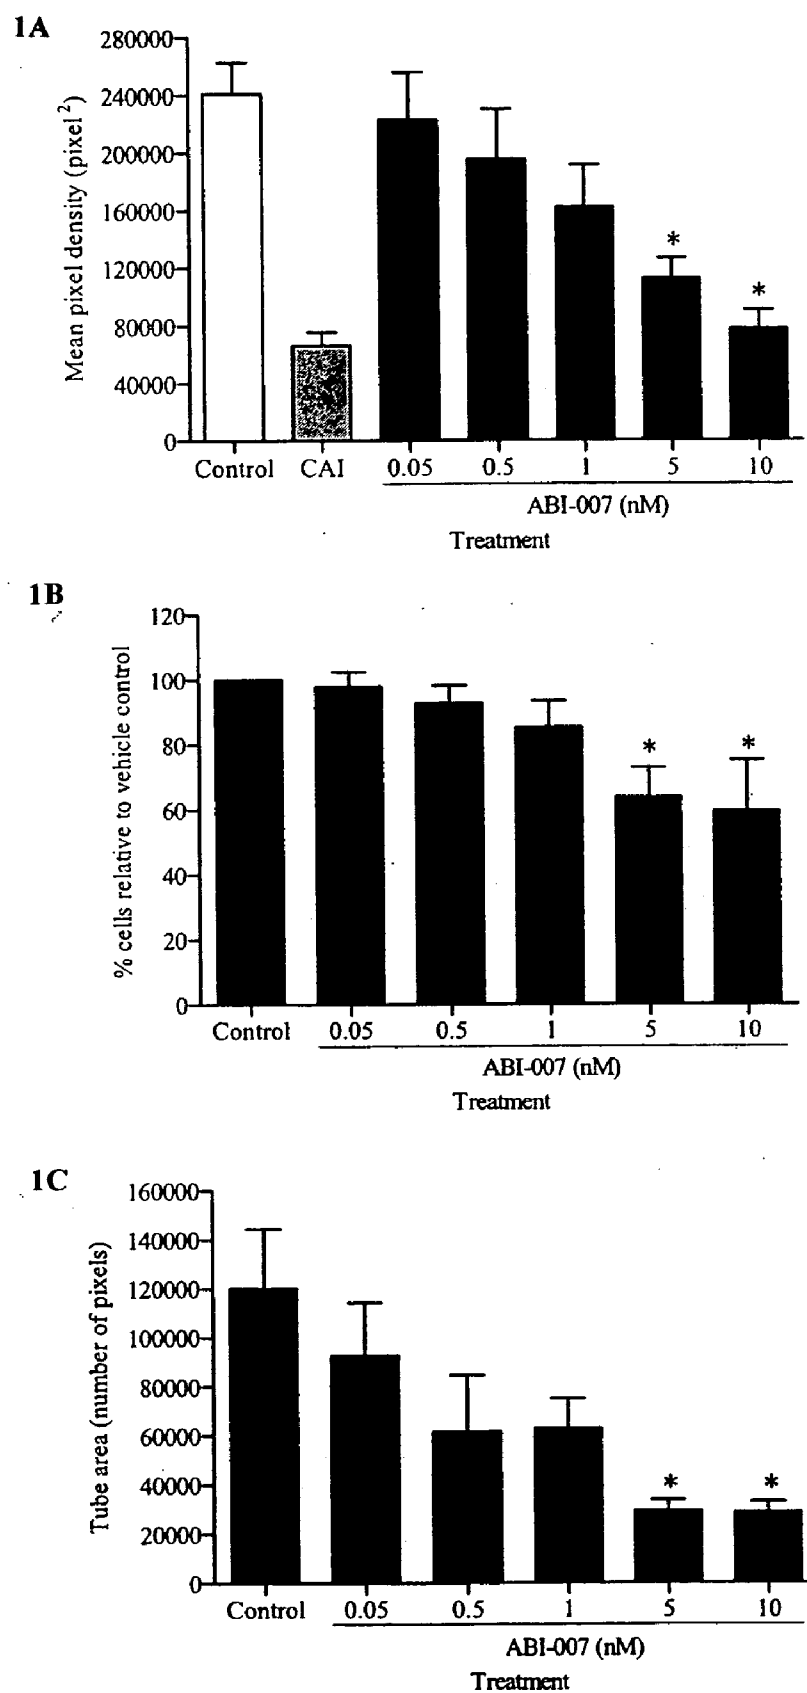 1A
Mean pixel density (pixel²)
280000
240000
200000
160000
120000
80000
40000
0
* *
Control CAI 0.05 0.5 1 5 10
ABI-007 (nM)
Treatment
1B
% cells relative to vehicle control
120
100
80
60
40
20
0
* *
Control 0.05 0.5 1 5 10
ABI-007 (nM)
Treatment
1C
Tube area (number of pixels)
160000
140000
120000
100000
80000
60000
40000
20000
0
* *
Control 0.05 0.5 1 5 10
ABI-007 (nM)
Treatment